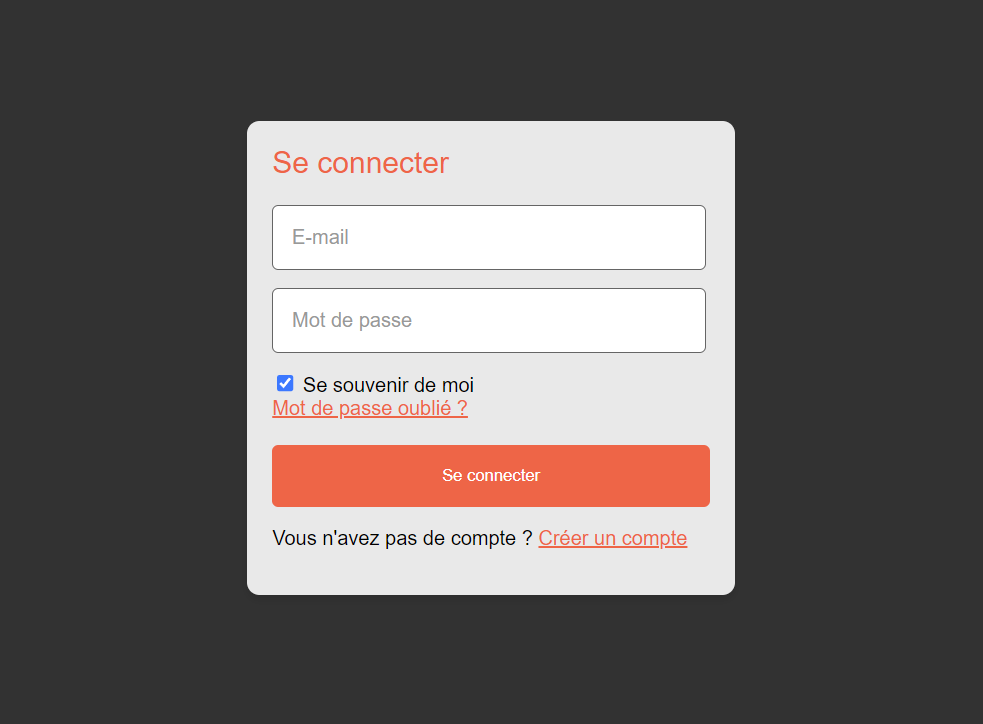 Se connecter
E-mail
Mot de passe
Se souvenir de moi
Mot de passe oublié ?
Se connecter
Vous n'avez pas de compte ? Créer un compte